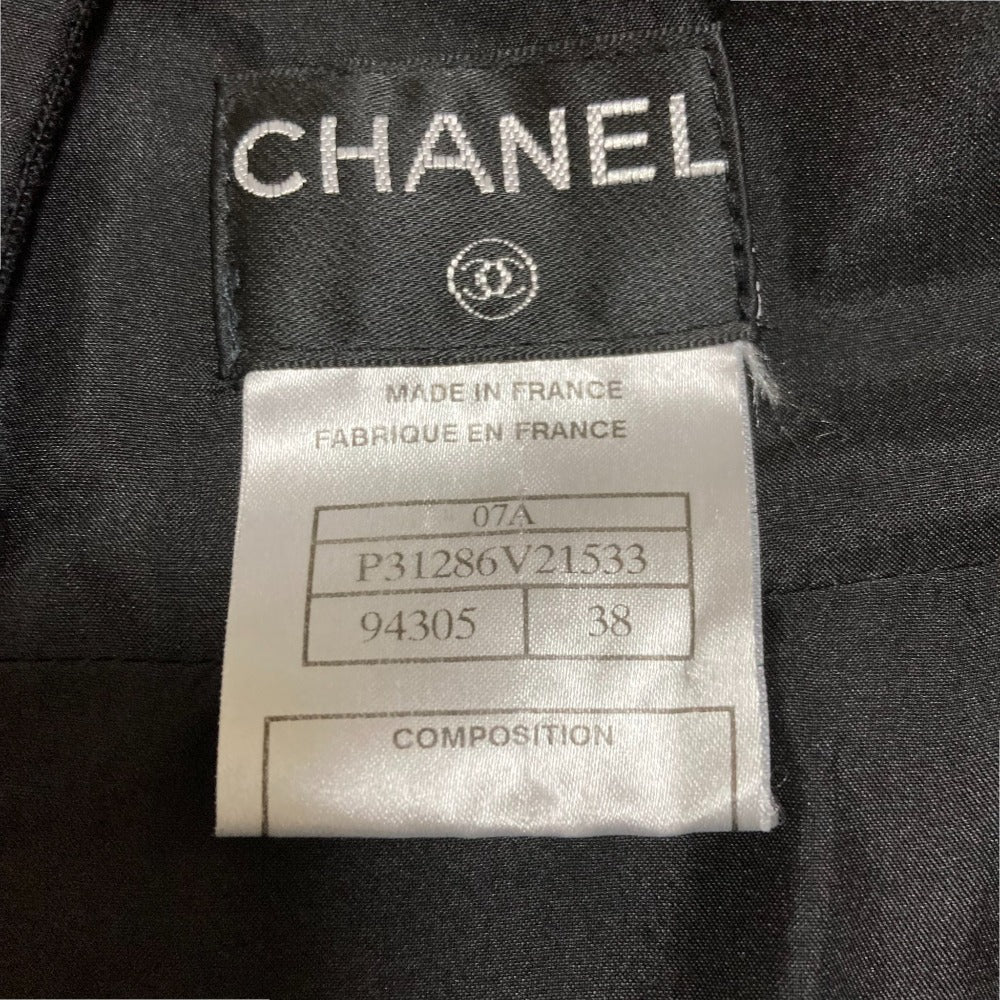 CHANEL
MADE IN FRANCE
FABRIQUE EN FRANCE
07A
P31286V21533
94305 38
COMPOSITION